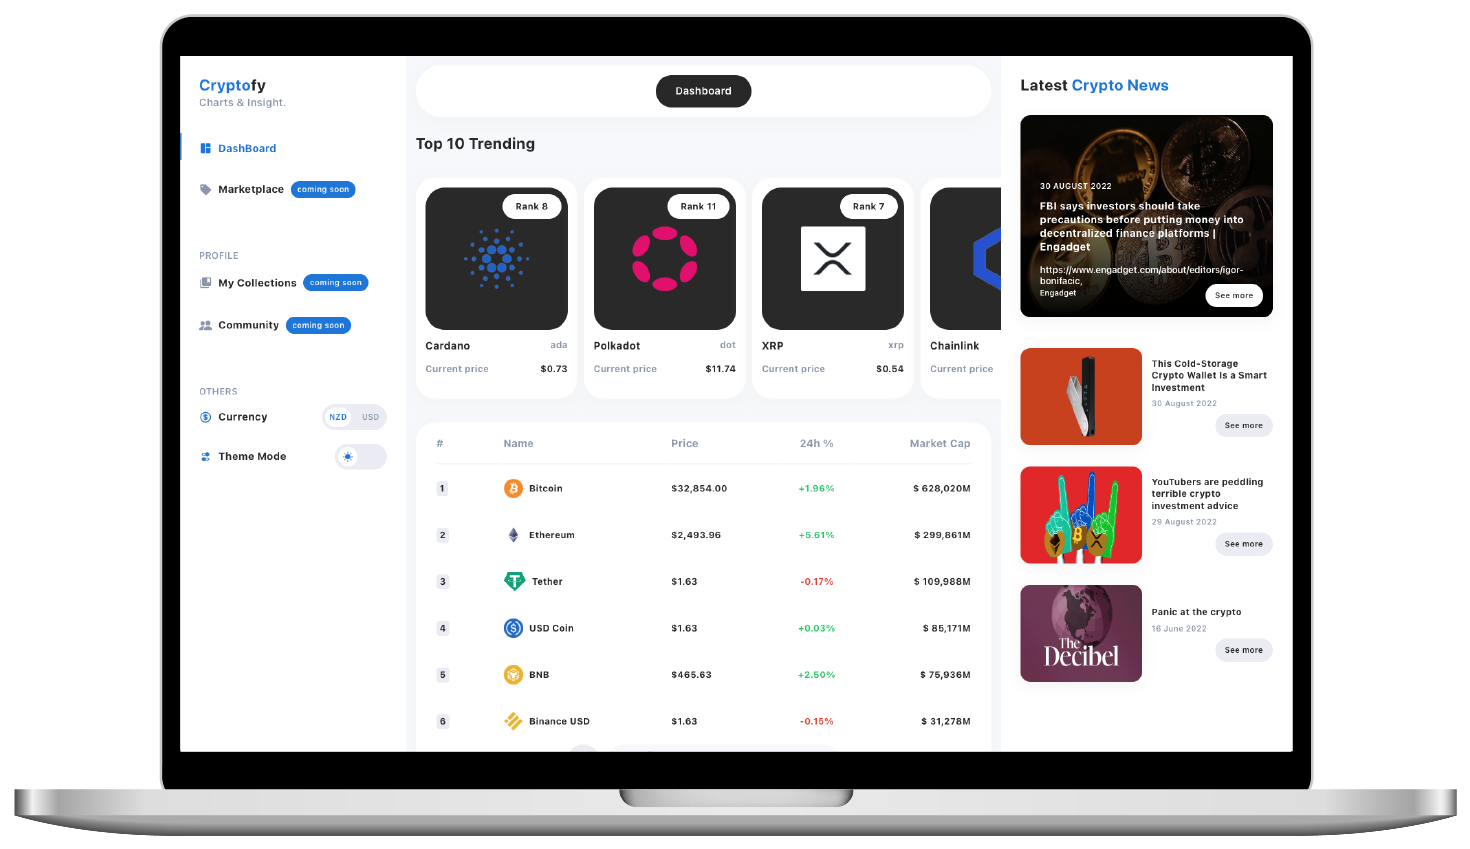 Cryptofy
Charts & Insight.
DashBoard
Marketplace coming soon
PROFILE
My Collections coming soon
Community coming soon
OTHERS
Currency NZD USD
Theme Mode
Dashboard
Top 10 Trending
Rank 8
Cardano ada
Current price $0.73
Rank 11
Polkadot dot
Current price $11.74
Rank 7
XRP xrp
Current price $0.54
Chainlink
Current price
# Name Price 24h % Market Cap
1 Bitcoin $32,854.00 +1.96% $ 628,020M
2 Ethereum $2,493.96 +5.61% $ 299,861M
3 Tether $1.63 -0.17% $ 109,988M
4 USD Coin $1.63 +0.03% $ 85,171M
5 BNB $465.63 +2.50% $ 75,936M
6 Binance USD $1.63 -0.15% $ 31,278M
Latest Crypto News
30 AUGUST 2022
FBI says investors should take
precautions before putting money into
decentralized finance platforms |
Engadget
https://www.engadget.com/about/editors/igor-
bonifacic,
Engadget
See more
This Cold-Storage
Crypto Wallet Is a Smart
Investment
30 August 2022
See more
YouTubers are peddling
terrible crypto
investment advice
29 August 2022
See more
The
Decibel
Panic at the crypto
16 June 2022
See more